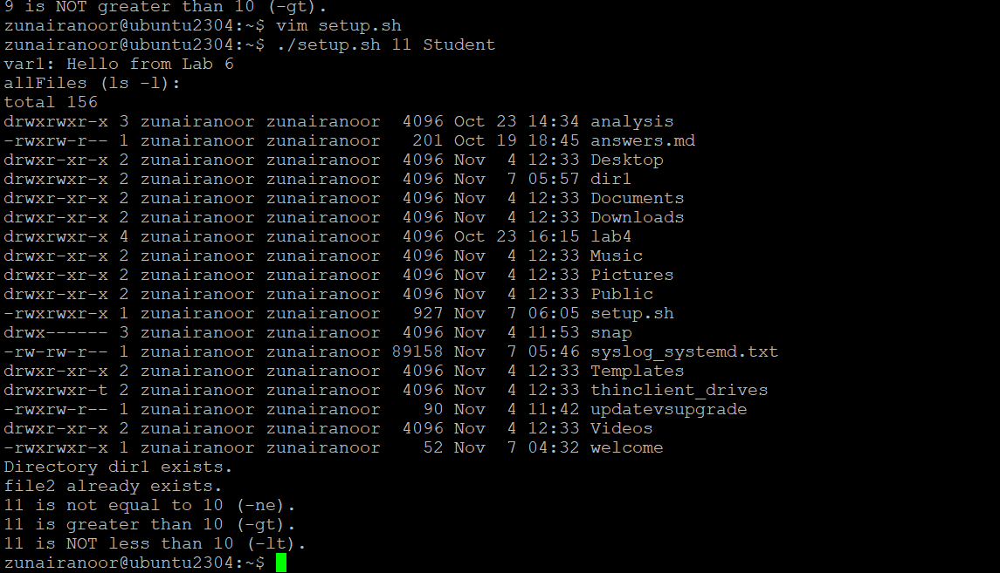 9 is NOT greater than 10 (-gt).
zunairanoor@ubuntu2304:~$ vim setup.sh
zunairanoor@ubuntu2304:~$ ./setup.sh 11 Student
var1: Hello from Lab 6
allFiles (ls -l):
total 156
drwxrwxr-x 3 zunairanoor zunairanoor  4096 Oct 23 14:34 analysis
-rwxrw-r-- 1 zunairanoor zunairanoor   201 Oct 19 18:45 answers.md
drwxr-xr-x 2 zunairanoor zunairanoor  4096 Nov  4 12:33 Desktop
drwxrwxr-x 2 zunairanoor zunairanoor  4096 Nov  7 05:57 dir1
drwxr-xr-x 2 zunairanoor zunairanoor  4096 Nov  4 12:33 Documents
drwxr-xr-x 2 zunairanoor zunairanoor  4096 Nov  4 12:33 Downloads
drwxrwxr-x 4 zunairanoor zunairanoor  4096 Oct 23 16:15 lab4
drwxr-xr-x 2 zunairanoor zunairanoor  4096 Nov  4 12:33 Music
drwxr-xr-x 2 zunairanoor zunairanoor  4096 Nov  4 12:33 Pictures
drwxr-xr-x 2 zunairanoor zunairanoor  4096 Nov  4 12:33 Public
-rwxrwxr-x 1 zunairanoor zunairanoor   927 Nov  7 06:05 setup.sh
drwx------ 3 zunairanoor zunairanoor  4096 Nov  4 11:53 snap
-rw-rw-r-- 1 zunairanoor zunairanoor 89158 Nov  7 05:46 syslog_systemd.txt
drwxr-xr-x 2 zunairanoor zunairanoor  4096 Nov  4 12:33 Templates
drwxrwxr-t 2 zunairanoor zunairanoor  4096 Nov  4 12:33 thinclient_drives
-rwxrw-r-- 1 zunairanoor zunairanoor    90 Nov  4 11:42 updatevsupgrade
drwxr-xr-x 2 zunairanoor zunairanoor  4096 Nov  4 12:33 Videos
-rwxrwxr-x 1 zunairanoor zunairanoor    52 Nov  7 04:32 welcome
Directory dir1 exists.
file2 already exists.
11 is not equal to 10 (-ne).
11 is greater than 10 (-gt).
11 is NOT less than 10 (-lt).
zunairanoor@ubuntu2304:~$